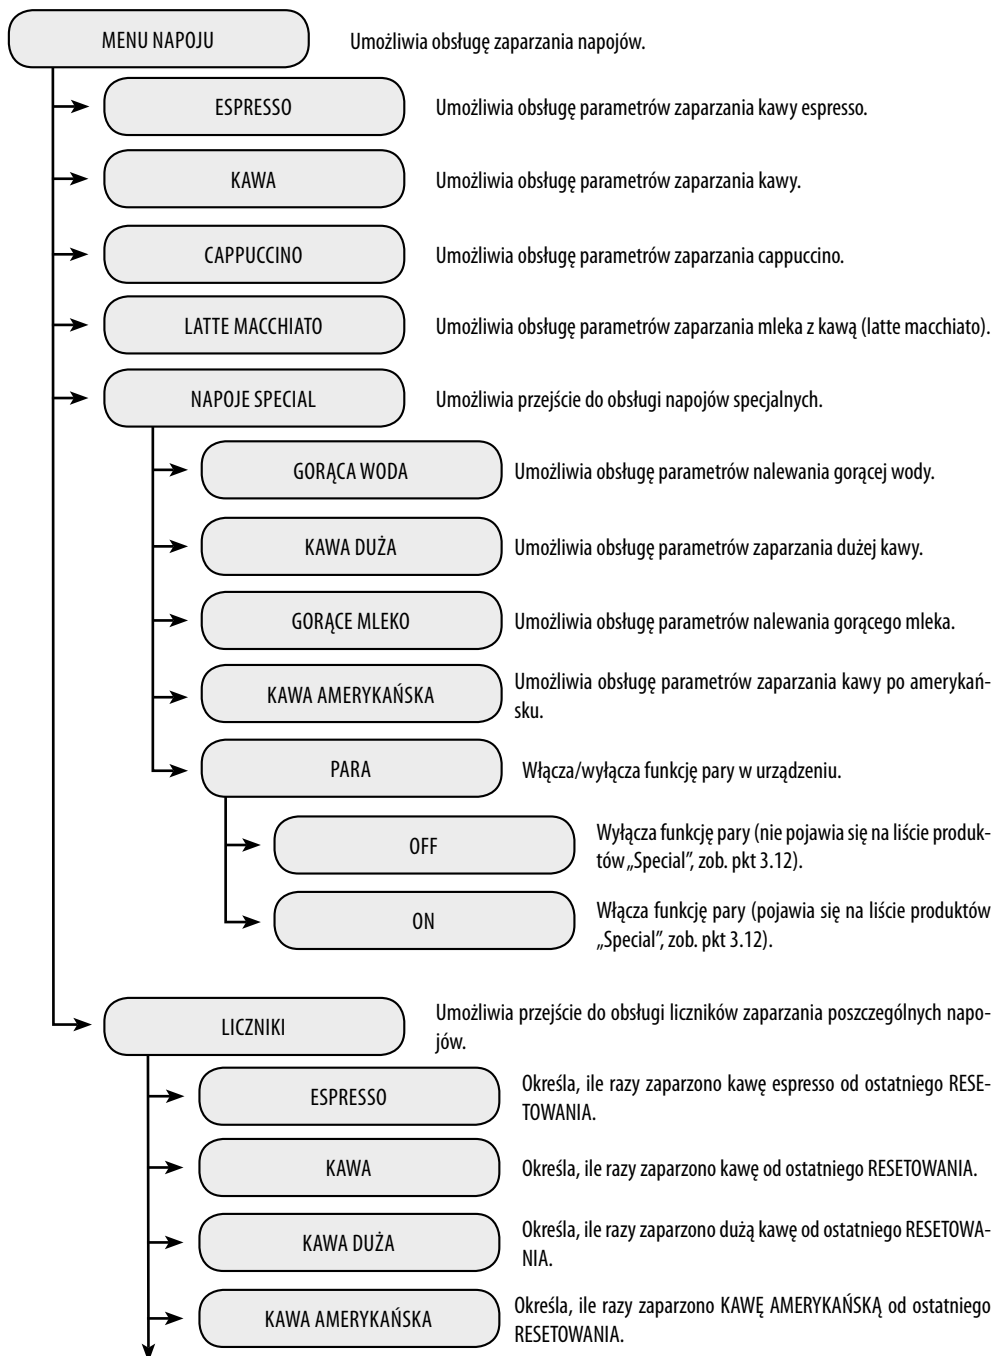 MENU NAPOJU
Umożliwia obsługę zaparzania napojów.
ESPRESSO
Umożliwia obsługę parametrów zaparzania kawy espresso.
KAWA
Umożliwia obsługę parametrów zaparzania kawy.
CAPPUCCINO
Umożliwia obsługę parametrów zaparzania cappuccino.
LATTE MACCHIATO
Umożliwia obsługę parametrów zaparzania mleka z kawą (latte macchiato).
NAPOJE SPECIAL
Umożliwia przejście do obsługi napojów specjalnych.
GORĄCA WODA
Umożliwia obsługę parametrów nalewania gorącej wody.
KAWA DUŻA
Umożliwia obsługę parametrów zaparzania dużej kawy.
GORĄCE MLEKO
Umożliwia obsługę parametrów nalewania gorącego mleka.
KAWA AMERYKAŃSKA
Umożliwia obsługę parametrów zaparzania kawy po amerykań-
sku.
PARA
Włącza/wyłącza funkcję pary w urządzeniu.
OFF
Wyłącza funkcję pary (nie pojawia się na liście produk-
tów „Special”, zob. pkt 3.12).
ON
Włącza funkcję pary (pojawia się na liście produktów
„Special”, zob. pkt 3.12).
LICZNIKI
Umożliwia przejście do obsługi liczników zaparzania poszczególnych napo-
jów.
ESPRESSO
Określa, ile razy zaparzono kawę espresso od ostatniego RESE-
TOWANIA.
KAWA
Określa, ile razy zaparzono kawę od ostatniego RESETOWANIA.
KAWA DUŻA
Określa, ile razy zaparzono dużą kawę od ostatniego RESETOWA-
NIA.
KAWA AMERYKAŃSKA
Określa, ile razy zaparzono KAWĘ AMERYKAŃSKĄ od ostatniego
RESETOWANIA.